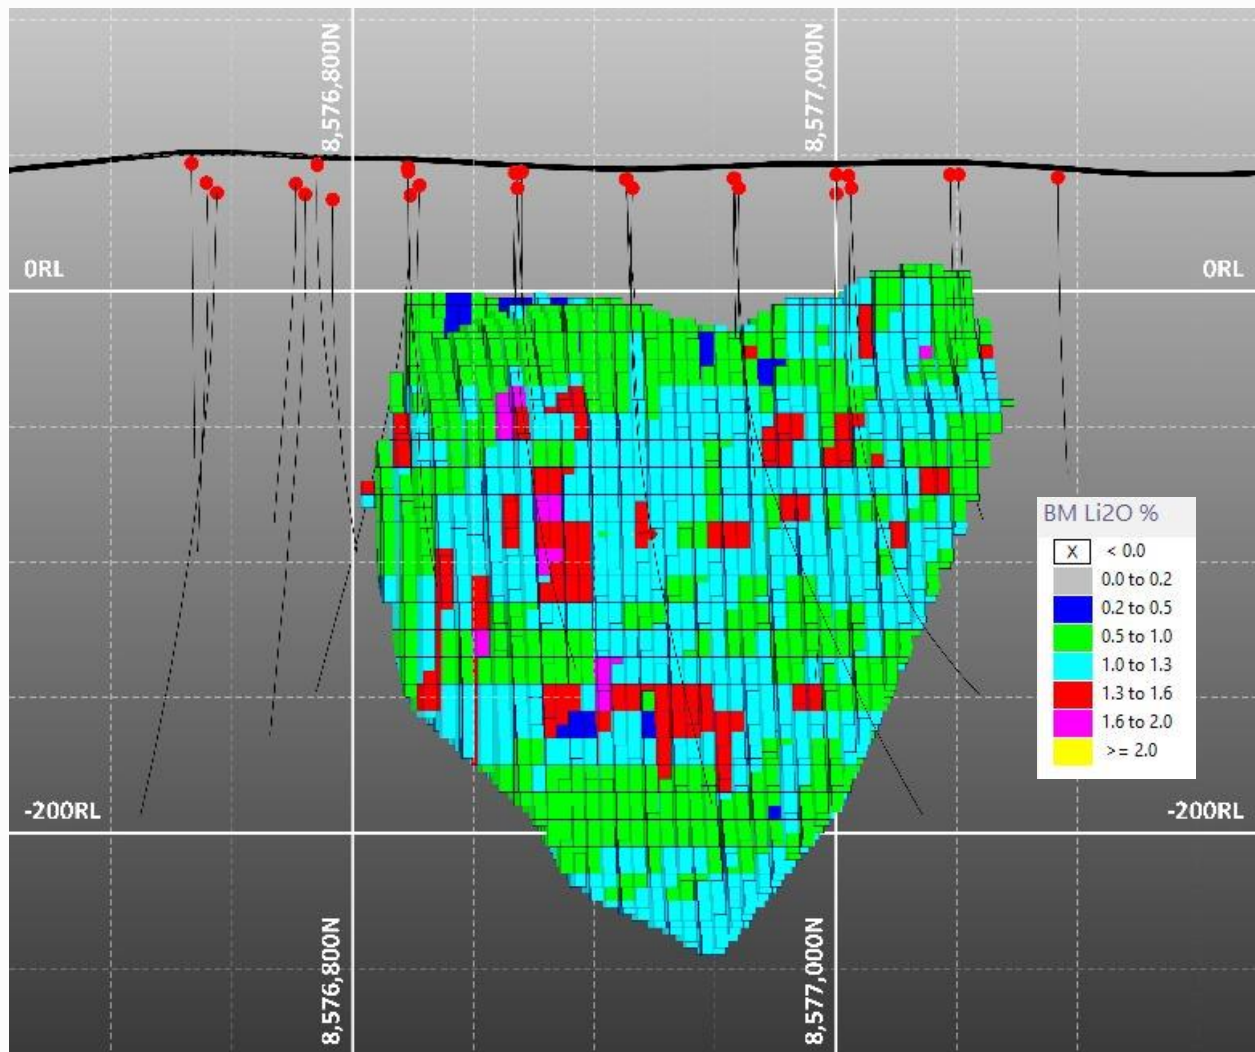 8,576,800N
8,577,000N
0RL
0RL
BM Li2O %
X < 0.0
0.0 to 0.2
0.2 to 0.5
0.5 to 1.0
1.0 to 1.3
1.3 to 1.6
1.6 to 2.0
>= 2.0
-200RL
-200RL
8,576,800N
8,577,000N